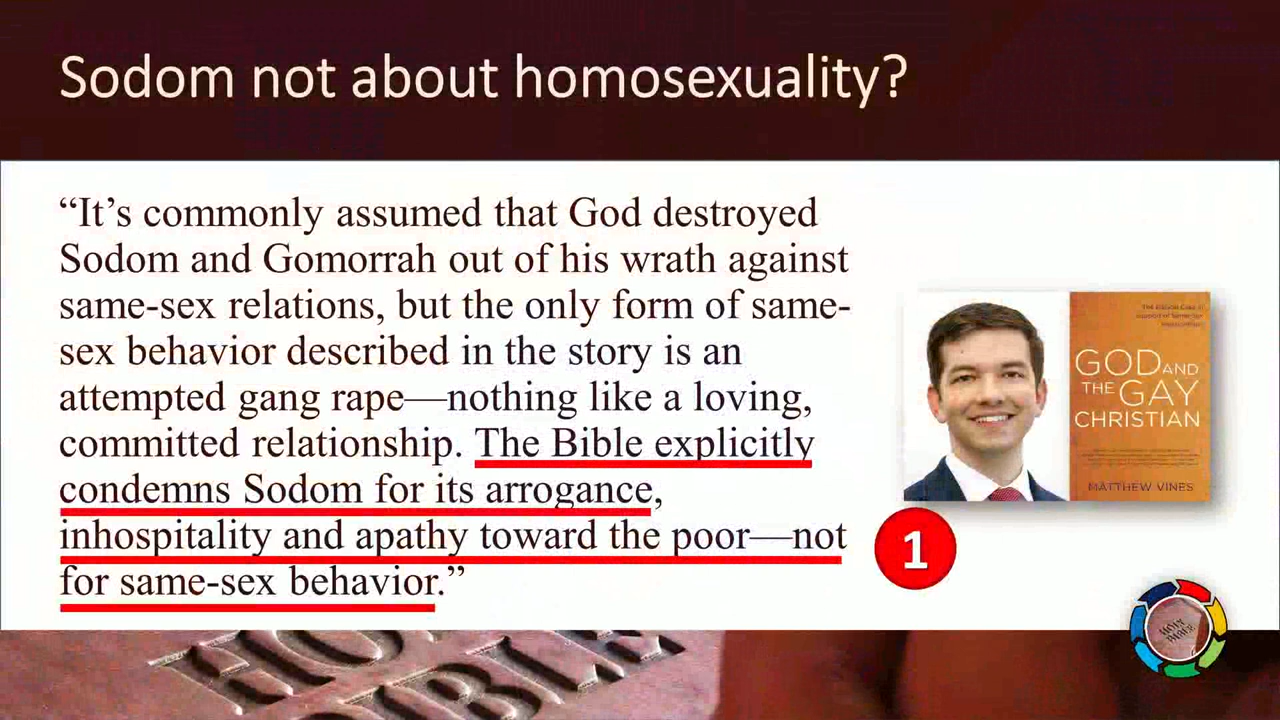 Sodom not about homosexuality?
“It’s commonly assumed that God destroyed
Sodom and Gomorrah out of his wrath against
same-sex relations, but the only form of same-
sex behavior described in the story is an
attempted gang rape—nothing like a loving,
committed relationship. The Bible explicitly
condemns Sodom for its arrogance,
inhospitality and apathy toward the poor—not
for same-sex behavior.”
GOD AND
THE GAY
CHRISTIAN
MATTHEW VINES
1
HOLY
BIBLE
HOLY
BIBLE